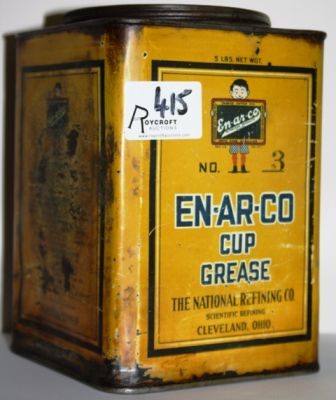 5 LBS. NET WGT.
415
ROYCROFT
AUCTIONS
En-ar-co
NO. 3
EN-AR-CO
CUP
GREASE
THE NATIONAL REFINING CO.
SCIENTIFIC REFINING
CLEVELAND, OHIO.